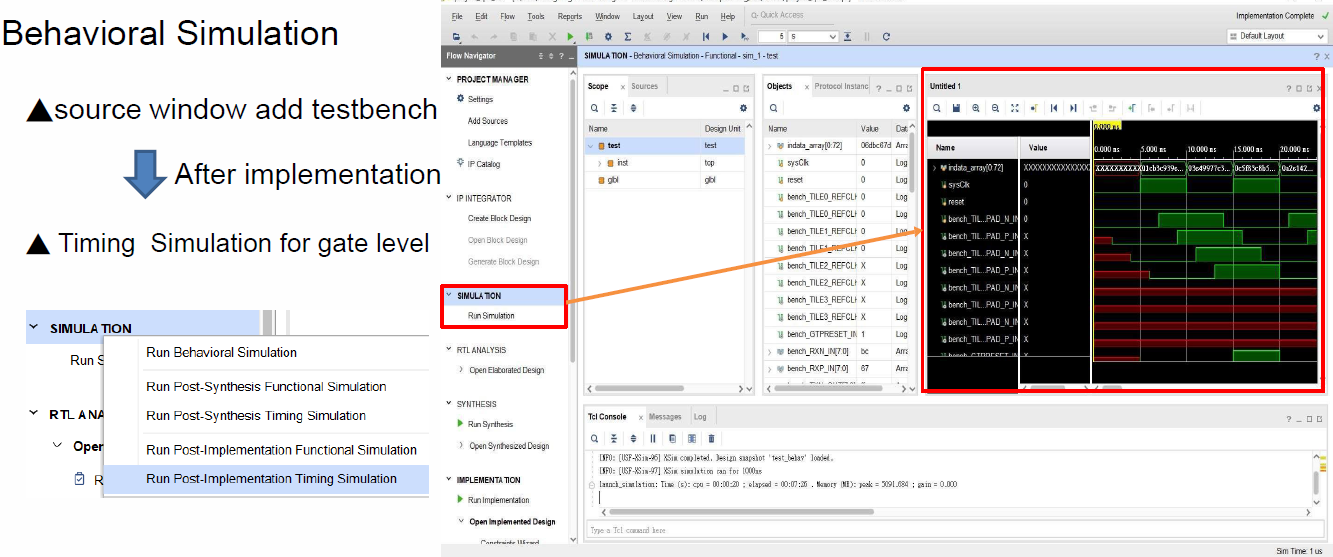 Behavioral Simulation
▲source window add testbench
After implementation
▲ Timing Simulation for gate level
SIMULATION
Run S
Run Behavioral Simulation
Run Post-Synthesis Functional Simulation
Run Post-Synthesis Timing Simulation
RTL ANA
Run Post-Implementation Functional Simulation
Oper
Run Post-Implementation Timing Simulation
R
File Edit Flow Tools Reports Window Layout View Run Help Quick Access
Implementation Complete
6 s
Default Layout
Flow Navigator
PROJECT MANAGER
Settings
Add Sources
Language Templates
IP Catalog
IP INTEGRATOR
Create Block Design
Open Block Design
Generate Block Design
SIMULATION
Run Simulation
RTL ANALYSIS
Open Elaborated Design
SYNTHESIS
Run Synthesis
Open Synthesized Design
IMPLEMENTATION
Run Implementation
Open Implemented Design
Constraints Wizard
SIMULATION - Behavioral Simulation - Functional - sim_1 - test
Scope Sources
Name Design Unit
test test
inst top
glbl glbl
Objects Protocol Instanc
Name Value Dat
indata_array[0:72] 06dbc67d Arra
sysClk 0 Log
reset 0 Log
bench_TILE0_REFCLK 0 Log
bench_TILE1_REFCLK 0 Log
bench_TILE0_REFCLK 0 Log
bench_TILE1_REFCLK 0 Log
bench_TILE2_REFCLK X Log
bench_TILE3_REFCLK X Log
bench_TILE2_REFCLK X Log
bench_TILE3_REFCLK X Log
bench_GTPRESET_IN 1 Log
bench_RXN_IN[7:0] bc Arra
bench_RXP_IN[7:0] 67 Arra
Untitled 1
0.000 ns
0.000 ns 5.000 ns 10.000 ns 15.000 ns 20.000 ns
Name Value
indata_array[0:72] XXXXXXXXXXXXX
sysClk 0
reset 0
bench_TIL...PAD_N_IN X
bench_TIL...PAD_P_IN X
bench_TIL...PAD_N_IN X
bench_TIL...PAD_P_IN X
bench_TIL...PAD_N_IN X
bench_TIL...PAD_P_IN X
bench_TIL...PAD_N_IN X
bench_TIL...PAD_P_IN X
Tcl Console Messages Log
INFO: [USF-XSim-96] XSim completed. Design snapshot 'test_behav' loaded.
INFO: [USF-XSim-97] XSim simulation ran for 1000ns
launch_simulation: Time (s): cpu = 00:00:20 ; elapsed = 00:07:26 . Memory (MB): peak = 5091.684 ; gain = 0.000
Type a Tcl command here
Sim Time: 1 us